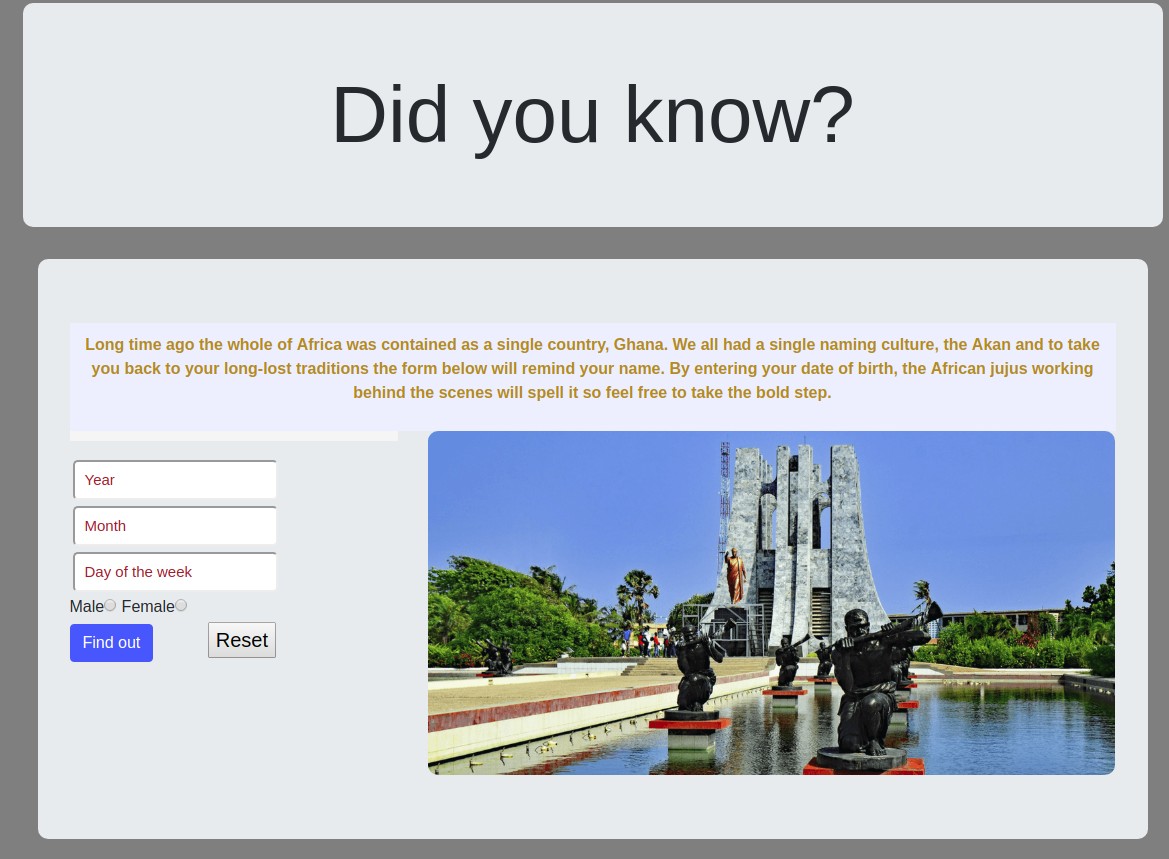 Did you know?
Long time ago the whole of Africa was contained as a single country, Ghana. We all had a single naming culture, the Akan and to take
you back to your long-lost traditions the form below will remind your name. By entering your date of birth, the African jujus working
behind the scenes will spell it so feel free to take the bold step.
Year
Month
Day of the week
Male Female
Find out Reset